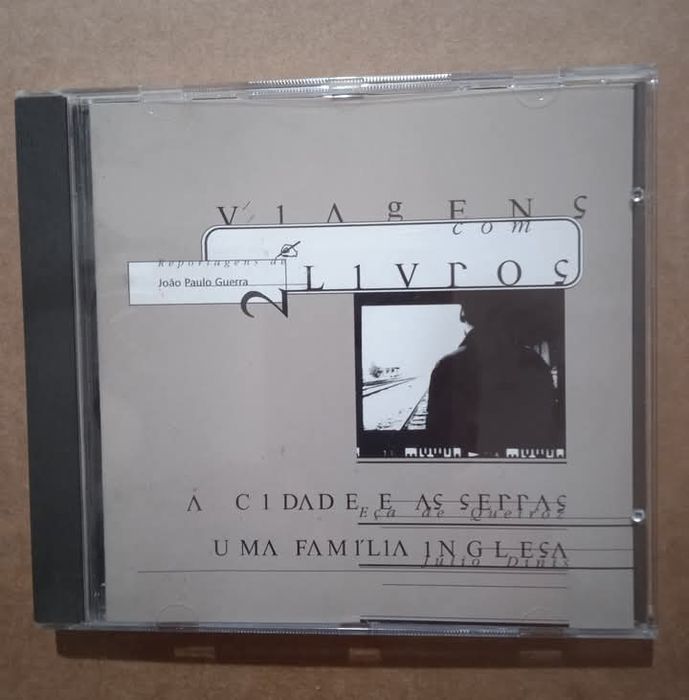 VIAGENS
com
Reportagens de
João Paulo Guerra
2 LIVROS
A CIDADE E AS SERRAS
Eça de Queiroz
UMA FAMÍLIA INGLESA
Júlio Dinis